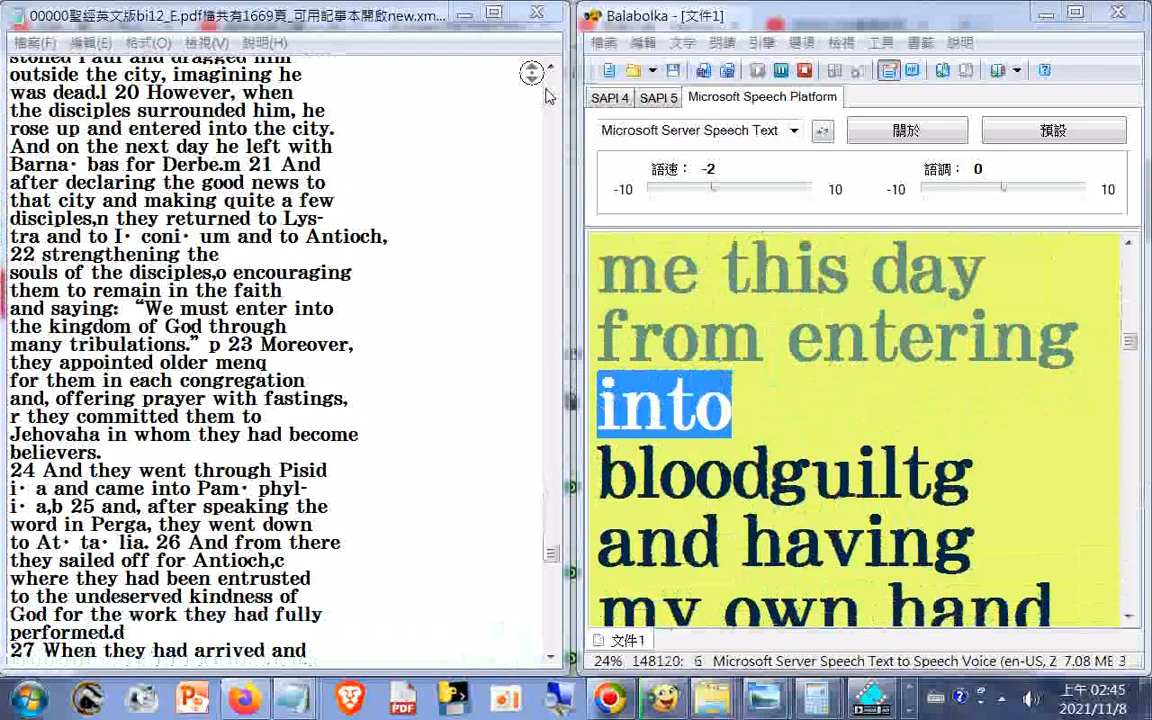 00000聖經英文版bi12_E.pdf檔共有1669頁_可用記事本開啟new.xm...
檔案(F) 編輯(E) 格式(O) 檢視(V) 說明(H)
stoned Paul and dragged him
outside the city, imagining he
was dead.l 20 However, when
the disciples surrounded him, he
rose up and entered into the city.
And on the next day he left with
Barna· bas for Derbe.m 21 And
after declaring the good news to
that city and making quite a few
disciples,n they returned to Lys-
tra and to I· coni· um and to Antioch,
22 strengthening the
souls of the disciples,o encouraging
them to remain in the faith
and saying: “We must enter into
the kingdom of God through
many tribulations.” p 23 Moreover,
they appointed older menq
for them in each congregation
and, offering prayer with fastings,
r they committed them to
Jehovaha in whom they had become
believers.
24 And they went through Pisid
i· a and came into Pam· phyl-
i· a,b 25 and, after speaking the
word in Perga, they went down
to At· ta· lia. 26 And from there
they sailed off for Antioch,c
where they had been entrusted
to the undeserved kindness of
God for the work they had fully
performed.d
27 When they had arrived and
Balabolka - [文件1]
檔案 編輯 文字 朗讀 引擎 選項 檢視 工具 書籤 說明
SAPI 4 SAPI 5 Microsoft Speech Platform
Microsoft Server Speech Text 關於 預設
語速： -2 語調： 0
-10 10 -10 10
me this day
from entering
into
bloodguiltg
and having
my own hand
文件1
24% 148120: 6 Microsoft Server Speech Text to Speech Voice (en-US, Z 7.08 MB 3
PDF
上午 02:45
2021/11/8